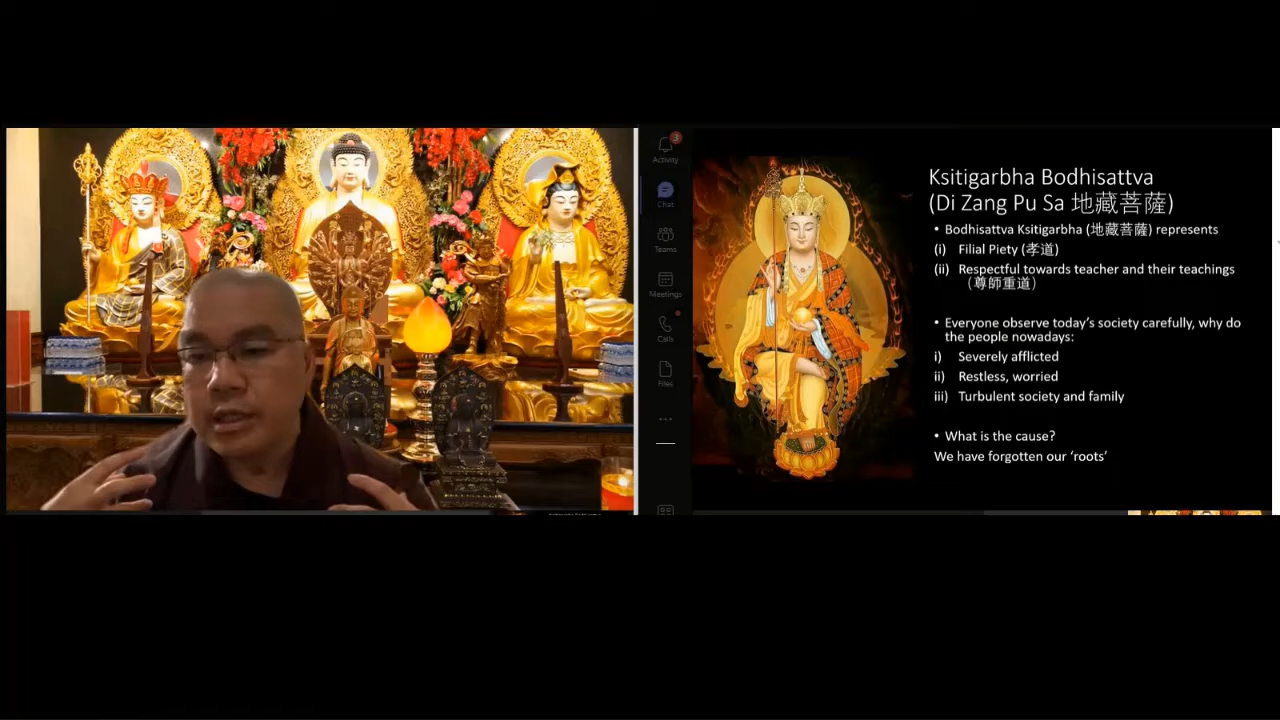 3
Activity
Chat
Teams
Meetings
Calls
Files
Ksitigarbha Bodhisattva
(Di Zang Pu Sa 地藏菩薩)
• Bodhisattva Ksitigarbha (地藏菩薩) represents
(i) Filial Piety (孝道)
(ii) Respectful towards teacher and their teachings
（尊師重道）
• Everyone observe today's society carefully, why do
the people nowadays:
i) Severely afflicted
ii) Restless, worried
iii) Turbulent society and family
• What is the cause?
We have forgotten our 'roots'